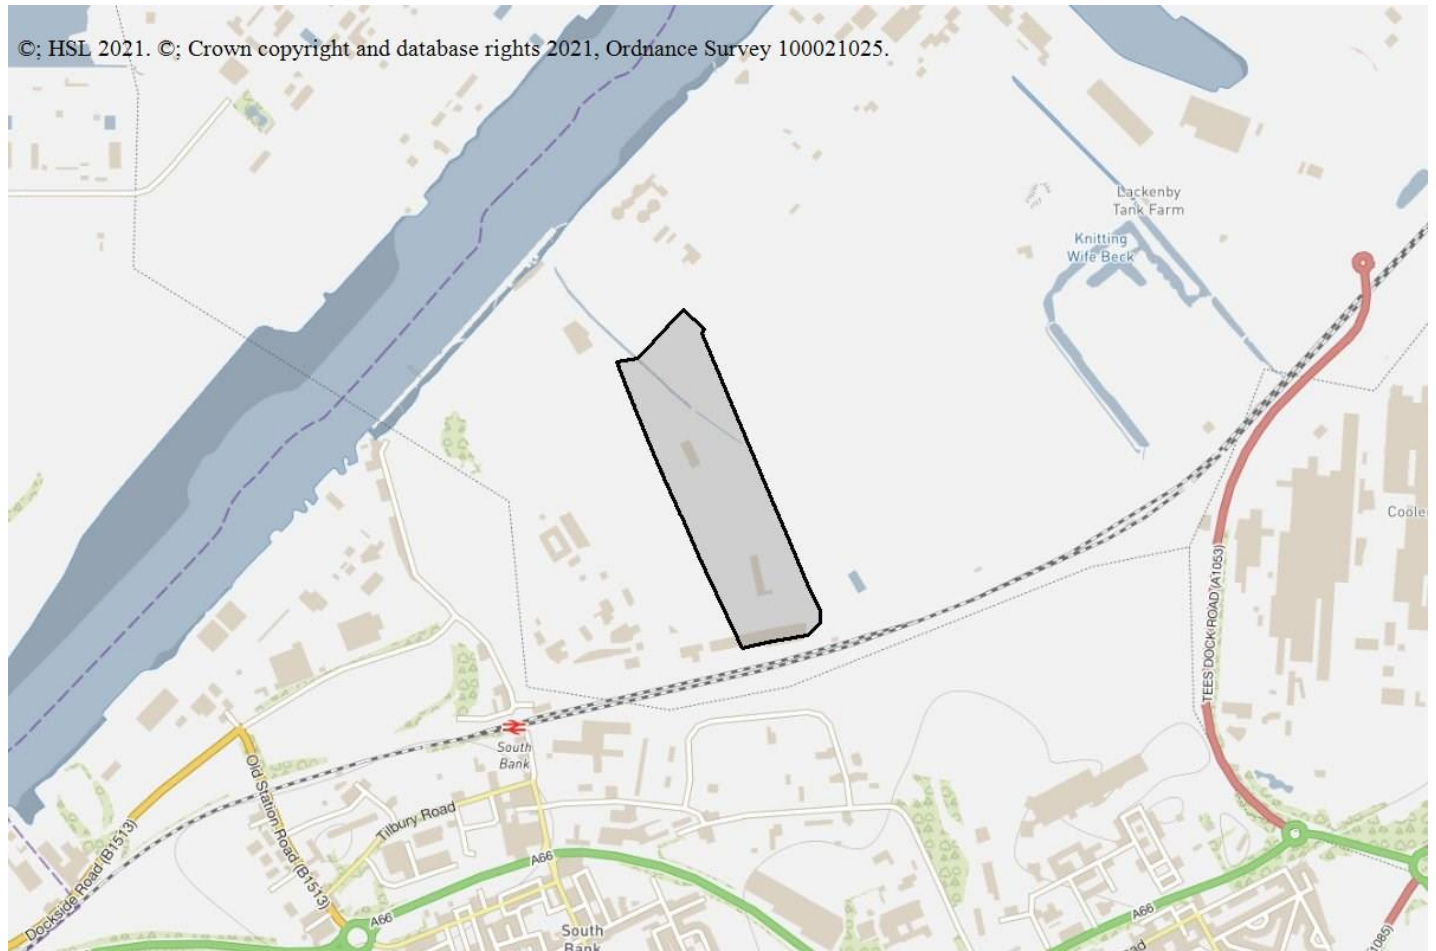 ©; HSL 2021. ©; Crown copyright and database rights 2021, Ordnance Survey 100021025.
Lackenby
Tank Farm
Knitting
Wife Beck
Coole
TEES DOCK ROAD (A1053)
South
Bank
Old Station Road (B1513)
Tilbury Road
Dockside Road (B1513)
A66
A66
A66
South
Bank
ad
1085)